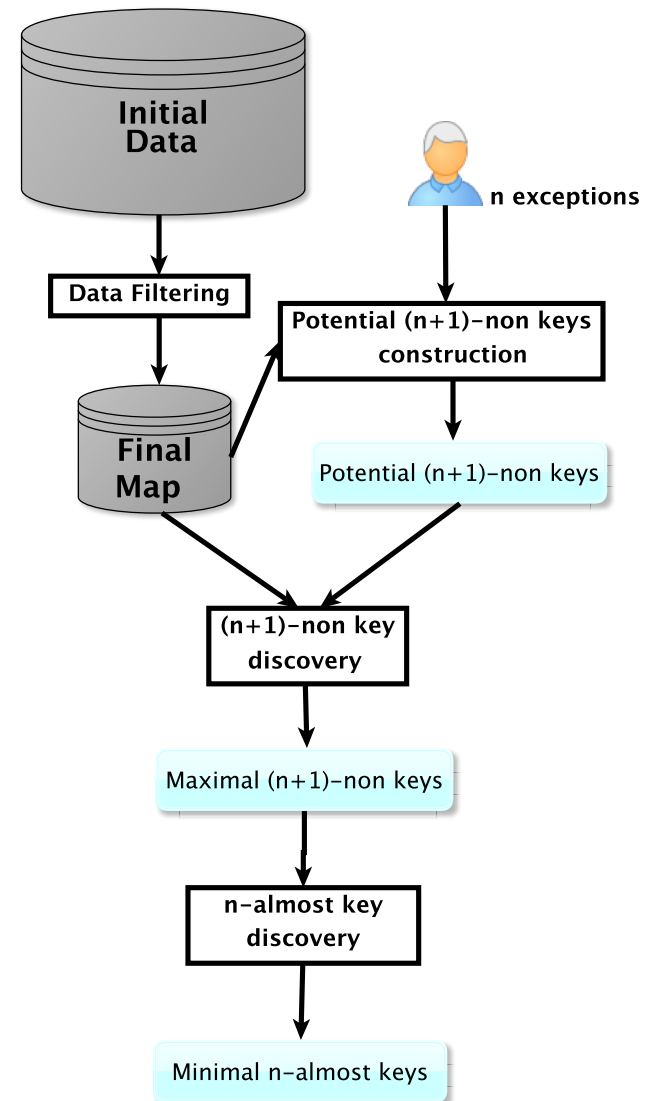 Initial
Data
n exceptions
Data Filtering
Potential (n+1)-non keys
construction
Final
Map
Potential (n+1)-non keys
(n+1)-non key
discovery
Maximal (n+1)-non keys
n-almost key
discovery
Minimal n-almost keys